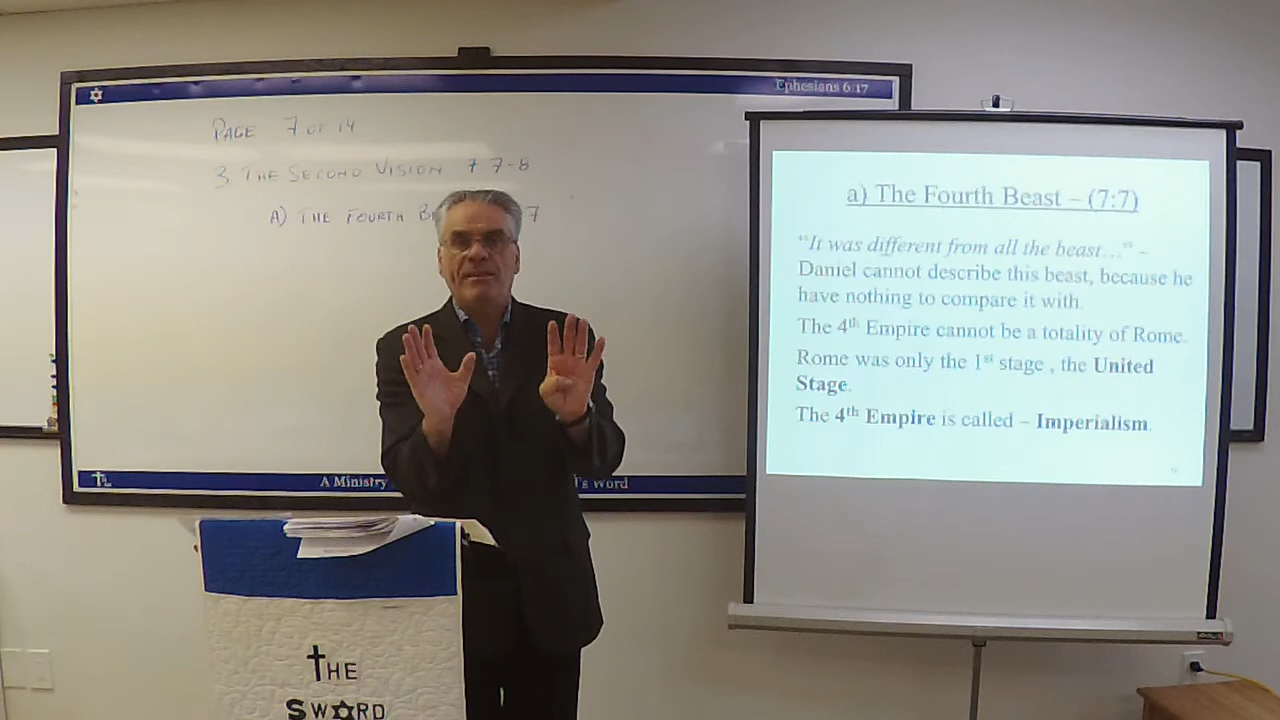 Ephesians 6:17
PAGE 7 OF 14
3. THE SECOND VISION 7 7-8
A) THE FOURTH B 7
A Ministry 's Word
a) The Fourth Beast – (7:7)
“It was different from all the beast…” –
Daniel cannot describe this beast, because he
have nothing to compare it with.
The 4th Empire cannot be a totality of Rome.
Rome was only the 1st stage , the United
Stage.
The 4th Empire is called – Imperialism.
THE
SWORD